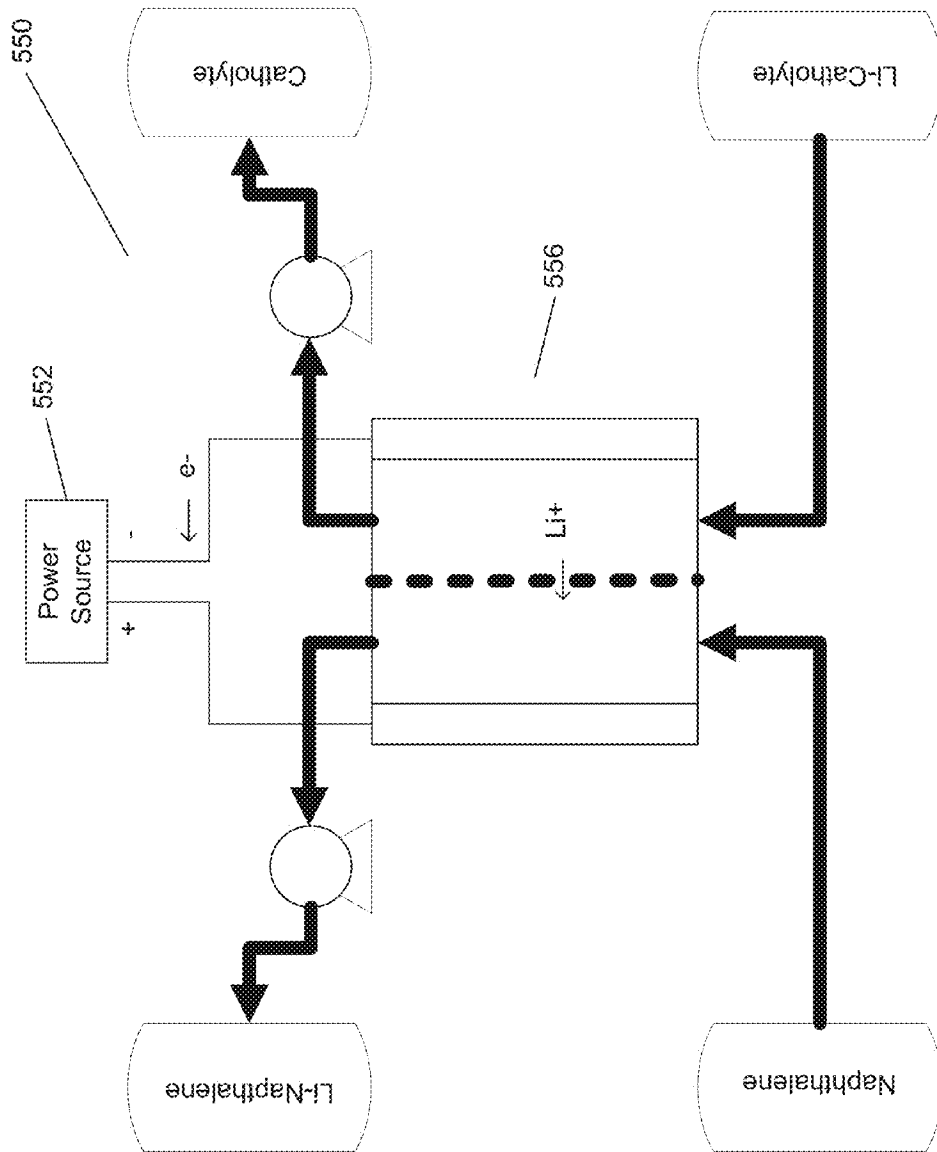 550
Catholyte
552
Power
Source
-
+
e-
Li-Napthalene
556
Li+
Li-Catholyte
Naphthalene